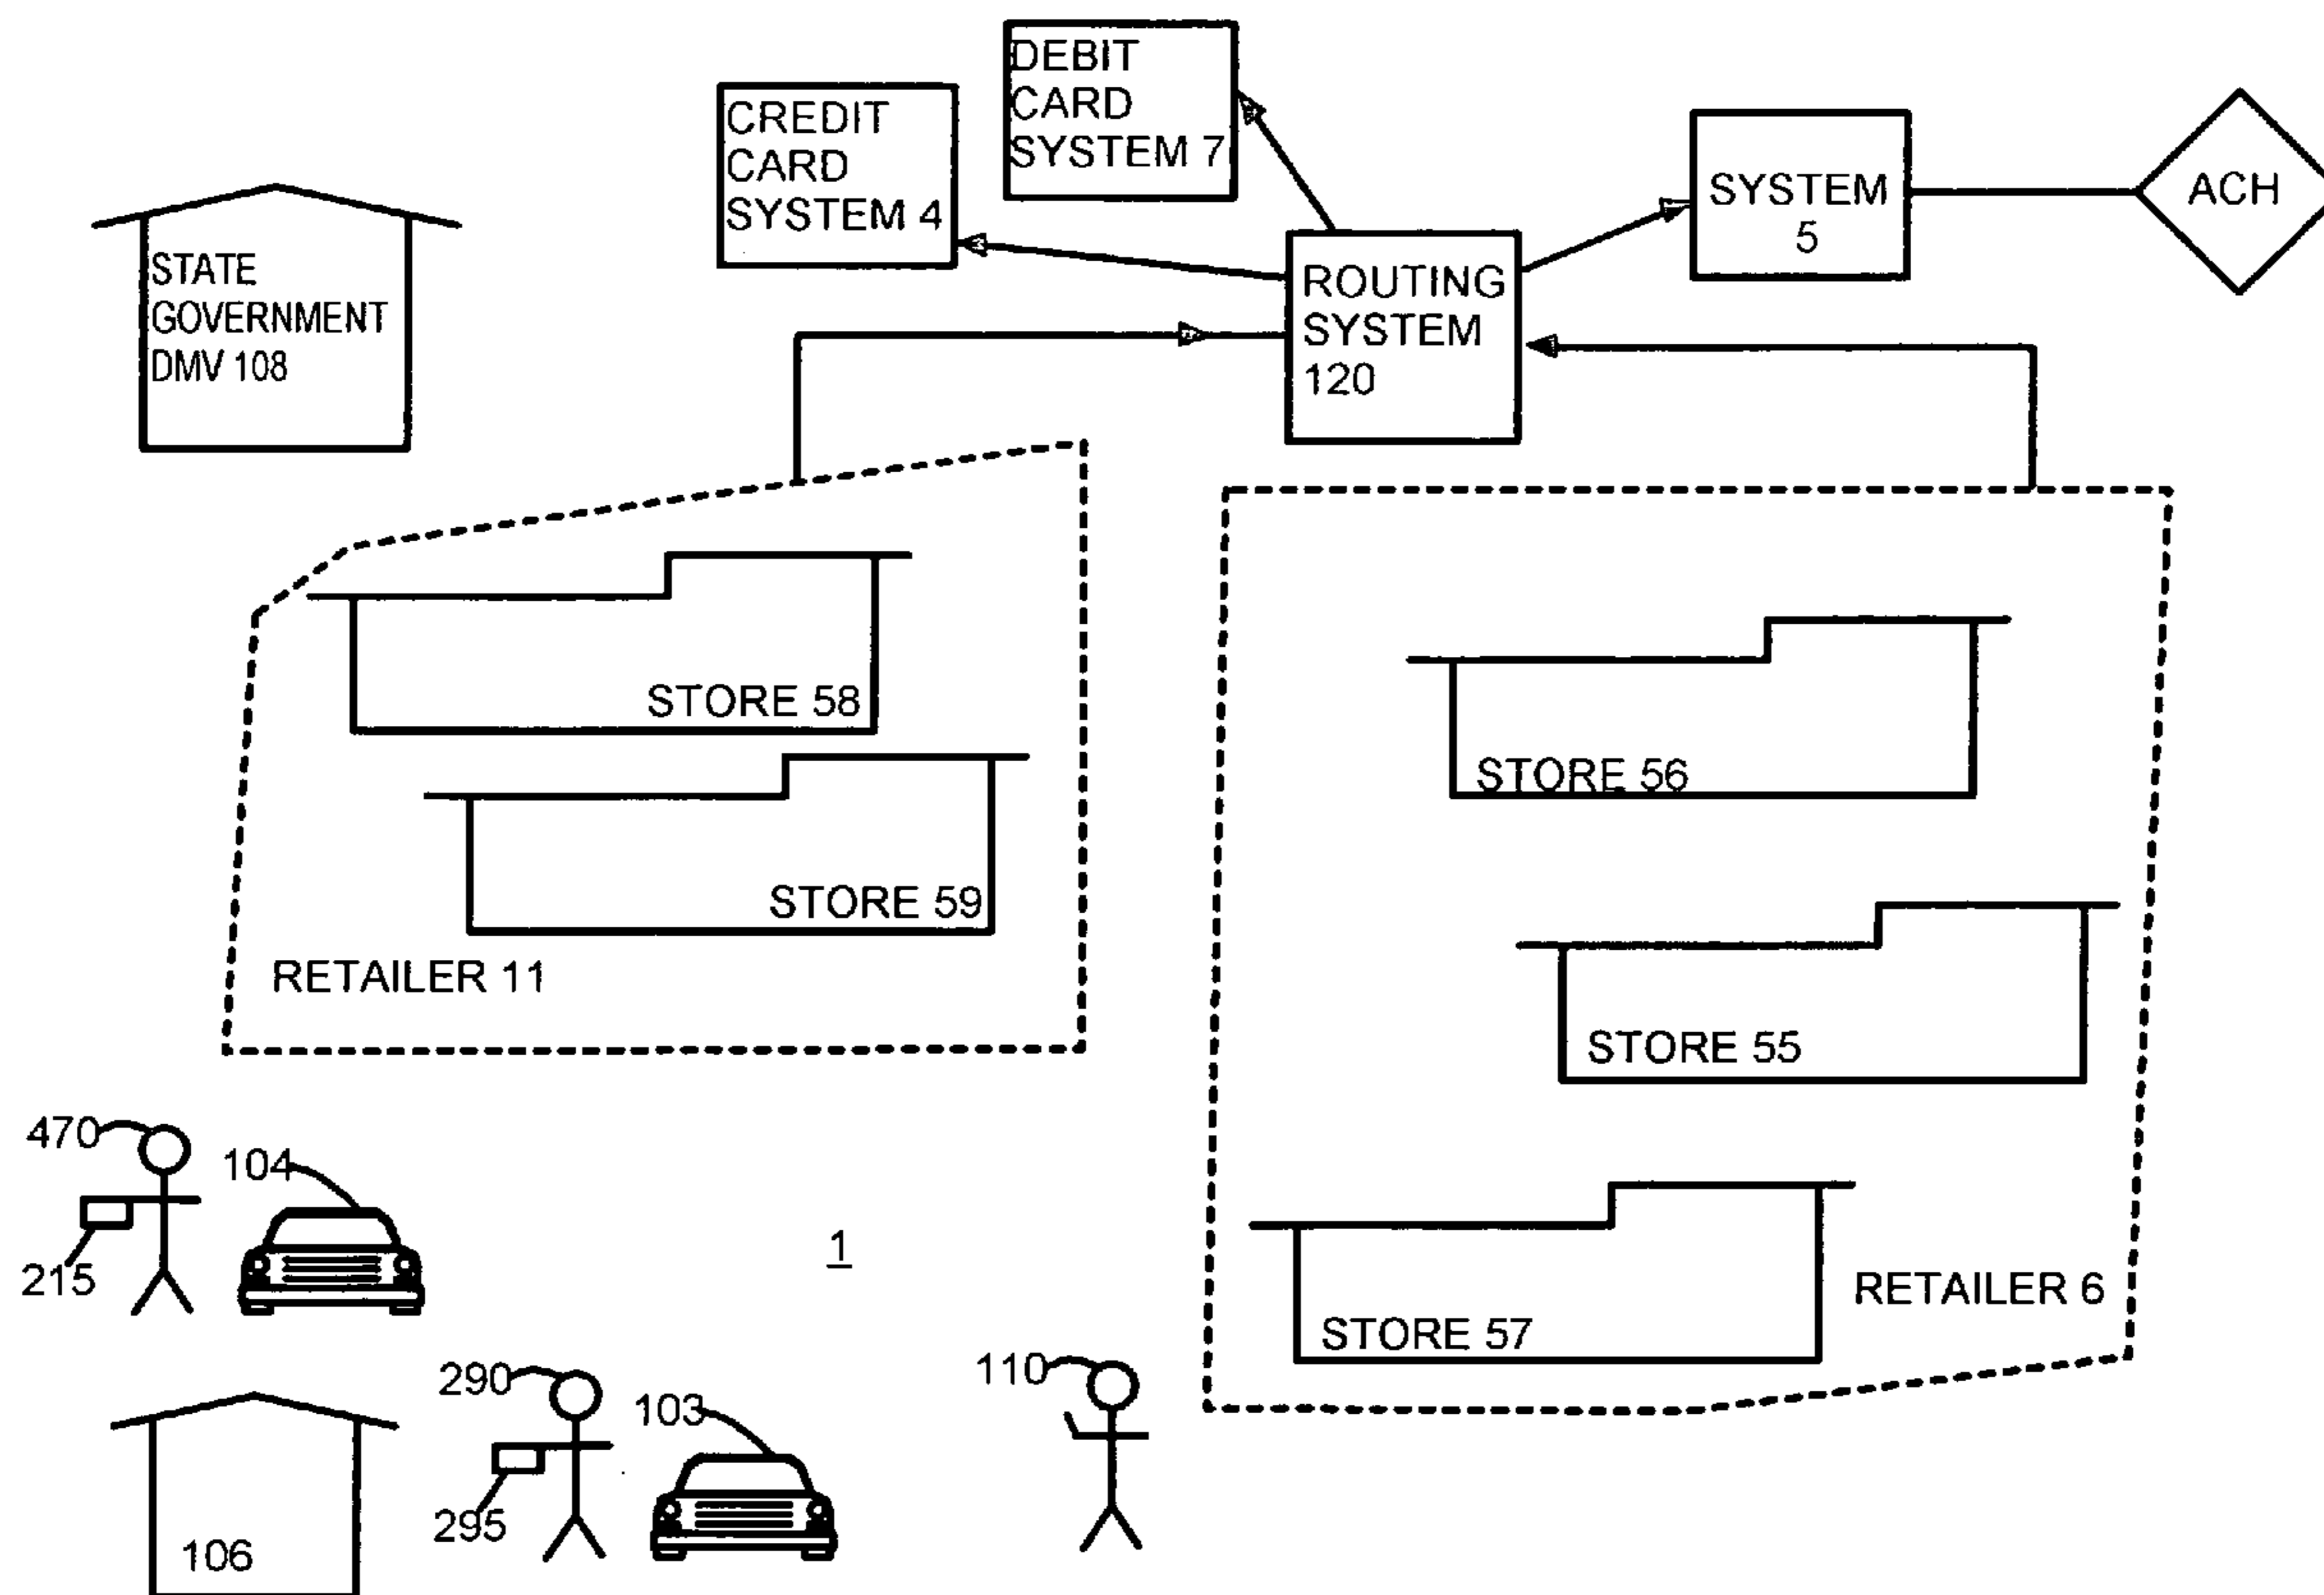 DEBIT
CARD
SYSTEM 7
CREDIT
CARD
SYSTEM 4
SYSTEM
5
ACH
STATE
GOVERNMENT
DMV 108
ROUTING
SYSTEM
120
STORE 58
STORE 59
RETAILER 11
STORE 56
STORE 55
STORE 57
RETAILER 6
470
104
215
1
290
103
295
106
110